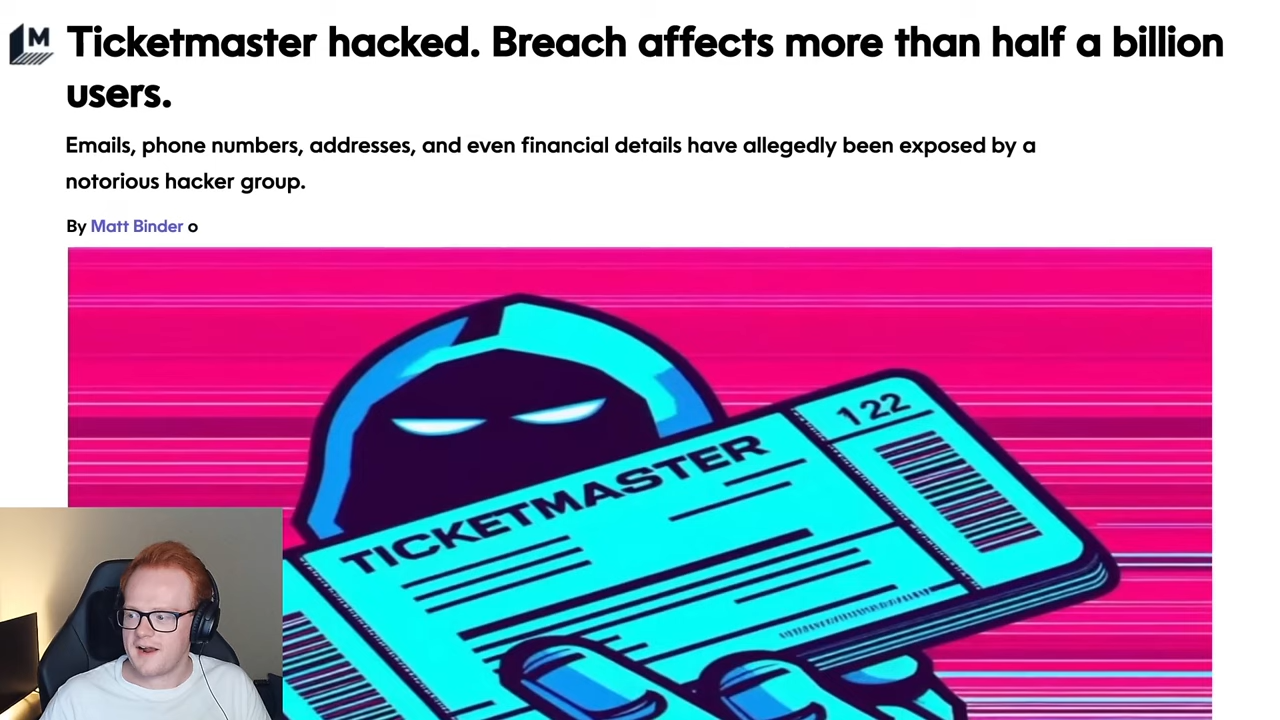 M
Ticketmaster hacked. Breach affects more than half a billion
users.
Emails, phone numbers, addresses, and even financial details have allegedly been exposed by a
notorious hacker group.
By Matt Binder o
122
TICKETMASTER